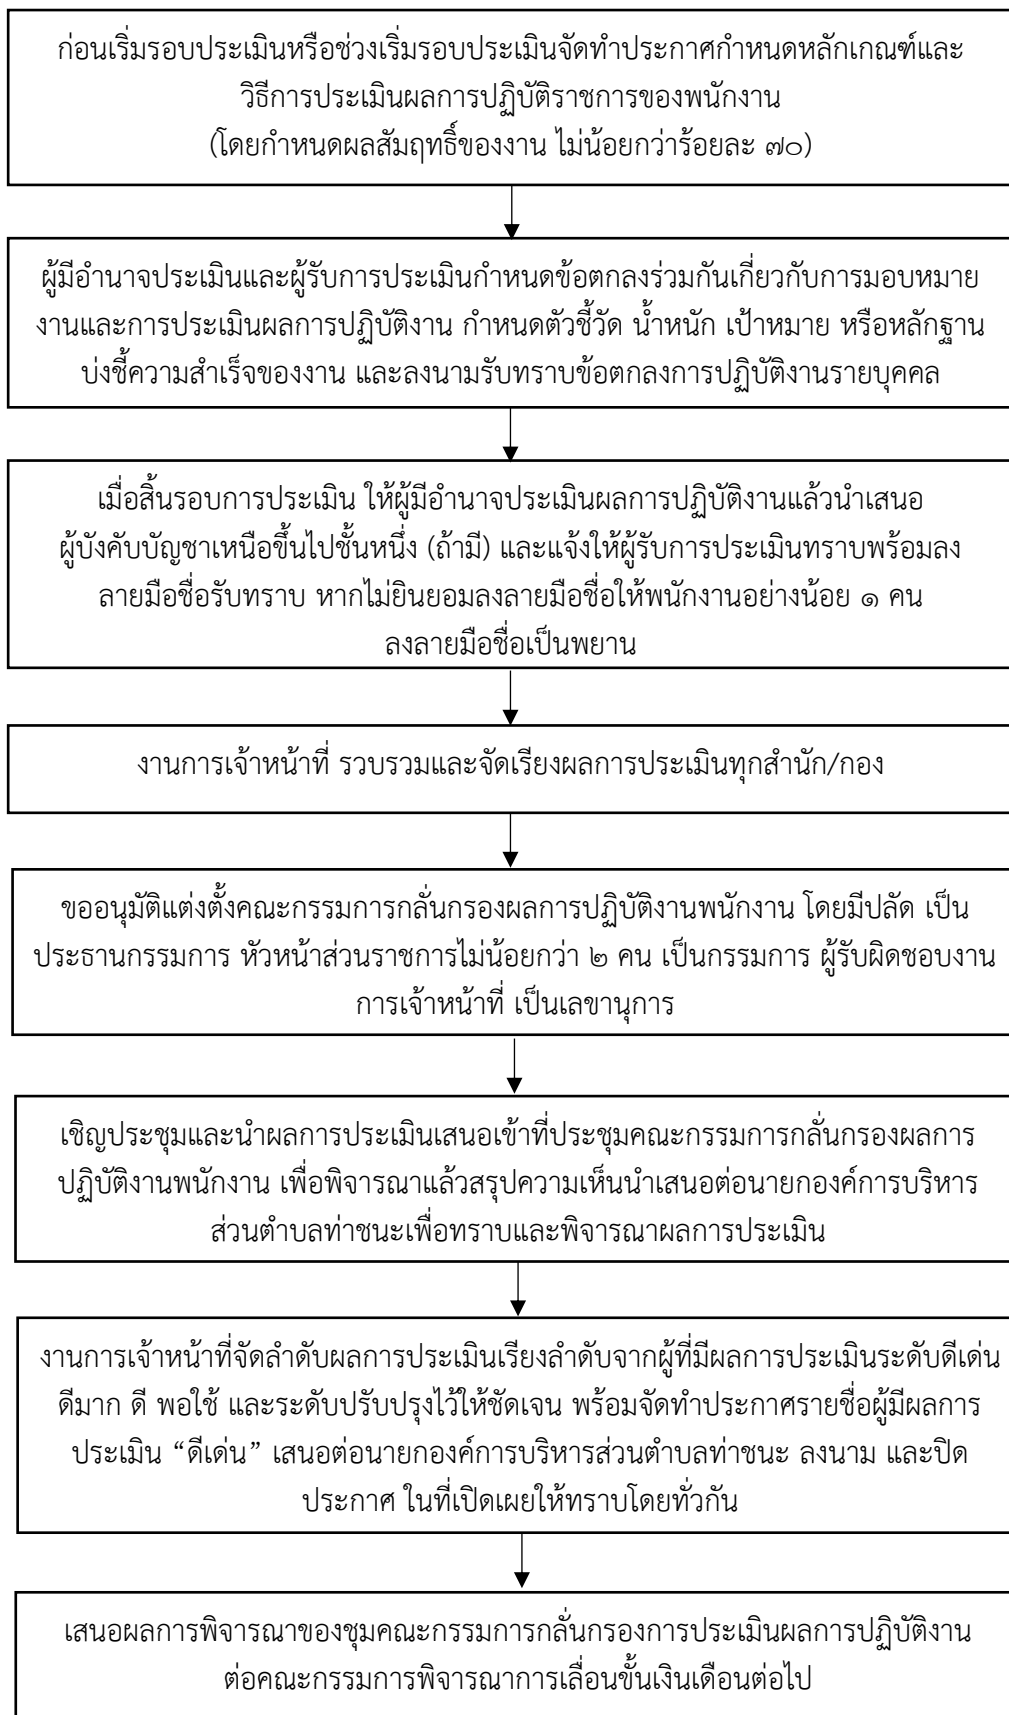 ก่อนเริ่มรอบประเมินหรือช่วงเริ่มรอบประเมินจัดทำประกาศกำหนดหลักเกณฑ์และ
วิธีการประเมินผลการปฏิบัติราชการของพนักงาน
(โดยกำหนดผลสัมฤทธิ์ของงาน ไม่น้อยกว่าร้อยละ ๗๐)
ผู้มีอำนาจประเมินและผู้รับการประเมินกำหนดข้อตกลงร่วมกันเกี่ยวกับการมอบหมาย
งานและการประเมินผลการปฏิบัติงาน กำหนดตัวชี้วัด น้ำหนัก เป้าหมาย หรือหลักฐาน
บ่งชี้ความสำเร็จของงาน และลงนามรับทราบข้อตกลงการปฏิบัติงานรายบุคคล
เมื่อสิ้นรอบการประเมิน ให้ผู้มีอำนาจประเมินผลการปฏิบัติงานแล้วนำเสนอ
ผู้บังคับบัญชาเหนือขึ้นไปชั้นหนึ่ง (ถ้ามี) และแจ้งให้ผู้รับการประเมินทราบพร้อมลง
ลายมือชื่อรับทราบ หากไม่ยินยอมลงลายมือชื่อให้พนักงานอย่างน้อย ๑ คน
ลงลายมือชื่อเป็นพยาน
งานการเจ้าหน้าที่ รวบรวมและจัดเรียงผลการประเมินทุกสำนัก/กอง
ขออนุมัติแต่งตั้งคณะกรรมการกลั่นกรองผลการปฏิบัติงานพนักงาน โดยมีปลัด เป็น
ประธานกรรมการ หัวหน้าส่วนราชการไม่น้อยกว่า ๒ คน เป็นกรรมการ ผู้รับผิดชอบงาน
การเจ้าหน้าที่ เป็นเลขานุการ
เชิญประชุมและนำผลการประเมินเสนอเข้าที่ประชุมคณะกรรมการกลั่นกรองผลการ
ปฏิบัติงานพนักงาน เพื่อพิจารณาแล้วสรุปความเห็นนำเสนอต่อนายกองค์การบริหาร
ส่วนตำบลท่าชนะเพื่อทราบและพิจารณาผลการประเมิน
งานการเจ้าหน้าที่จัดลำดับผลการประเมินเรียงลำดับจากผู้ที่มีผลการประเมินระดับดีเด่น
ดีมาก ดี พอใช้ และระดับปรับปรุงไว้ให้ชัดเจน พร้อมจัดทำประกาศรายชื่อผู้มีผลการ
ประเมิน “ดีเด่น” เสนอต่อนายกองค์การบริหารส่วนตำบลท่าชนะ ลงนาม และปิด
ประกาศ ในที่เปิดเผยให้ทราบโดยทั่วกัน
เสนอผลการพิจารณาของชุมคณะกรรมการกลั่นกรองการประเมินผลการปฏิบัติงาน
ต่อคณะกรรมการพิจารณาการเลื่อนขั้นเงินเดือนต่อไป